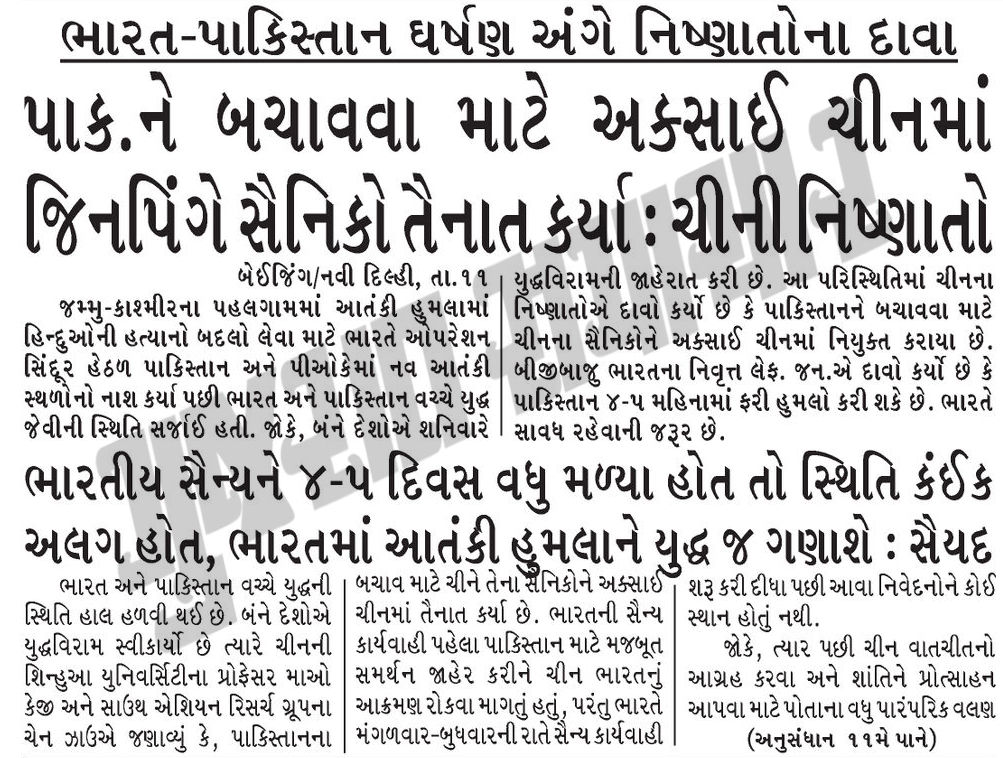 ભારત-પાકિસ્તાન ઘર્ષણ અંગે નિષ્ણાતોના દાવા
પાક.ને બચાવવા માટે અક્સાઈ ચીનમાં
જિનપિંગે સૈનિકો તૈનાત કર્યા : ચીની નિષ્ણાતો
બેઈજિંગ/નવી દિલ્હી, તા.૧૧
જમ્મુ-કાશ્મીરના પહલગામમાં આતંકી હુમલામાં
હિન્દુઓની હત્યાનો બદલો લેવા માટે ભારતે ઓપરેશન
સિંદૂર હેઠળ પાકિસ્તાન અને પીઓકેમાં નવ આતંકી
સ્થળોનો નાશ કર્યા પછી ભારત અને પાકિસ્તાન વચ્ચે યુદ્ધ
જેવીની સ્થિતિ સર્જાઈ હતી. જોકે, બંને દેશોએ શનિવારે
યુદ્ધવિરામની જાહેરાત કરી છે. આ પરિસ્થિતિમાં ચીનના
નિષ્ણાતોએ દાવો કર્યો છે કે પાકિસ્તાનને બચાવવા માટે
ચીનના સૈનિકોને અક્સાઈ ચીનમાં નિયુક્ત કરાયા છે.
બીજીબાજુ ભારતના નિવૃત્ત લેફ. જન.એ દાવો કર્યો છે કે
પાકિસ્તાન ૪-૫ મહિનામાં ફરી હુમલો કરી શકે છે. ભારતે
સાવધ રહેવાની જરૂર છે.
ભારતીય સૈન્યને ૪-૫ દિવસ વધુ મળ્યા હોત તો સ્થિતિ કંઈક
અલગ હોત, ભારતમાં આતંકી હુમલાને યુદ્ધ જ ગણાશે : સૈયદ
ભારત અને પાકિસ્તાન વચ્ચે યુદ્ધની
સ્થિતિ હાલ હળવી થઈ છે. બંને દેશોએ
યુદ્ધવિરામ સ્વીકાર્યો છે ત્યારે ચીનની
શિન્હુઆ યુનિવર્સિટીના પ્રોફેસર માઓ
કેજી અને સાઉથ એશિયન રિસર્ચ ગ્રૂપના
ચેન ઝાઉએ જણાવ્યું કે, પાકિસ્તાનના
બચાવ માટે ચીને તેના સૈનિકોને અક્સાઈ
ચીનમાં તૈનાત કર્યા છે. ભારતની સૈન્ય
કાર્યવાહી પહેલા પાકિસ્તાન માટે મજબૂત
સમર્થન જાહેર કરીને ચીન ભારતનું
આક્રમણ રોકવા માગતું હતું, પરંતુ ભારતે
મંગળવાર-બુધવારની રાતે સૈન્ય કાર્યવાહી
શરૂ કરી દીધા પછી આવા નિવેદનોને કોઈ
સ્થાન હોતું નથી.
જોકે, ત્યાર પછી ચીન વાતચીતનો
આગ્રહ કરવા અને શાંતિને પ્રોત્સાહન
આપવા માટે પોતાના વધુ પારંપરિક વલણ
(અનુસંધાન ૧૧મે પાને)